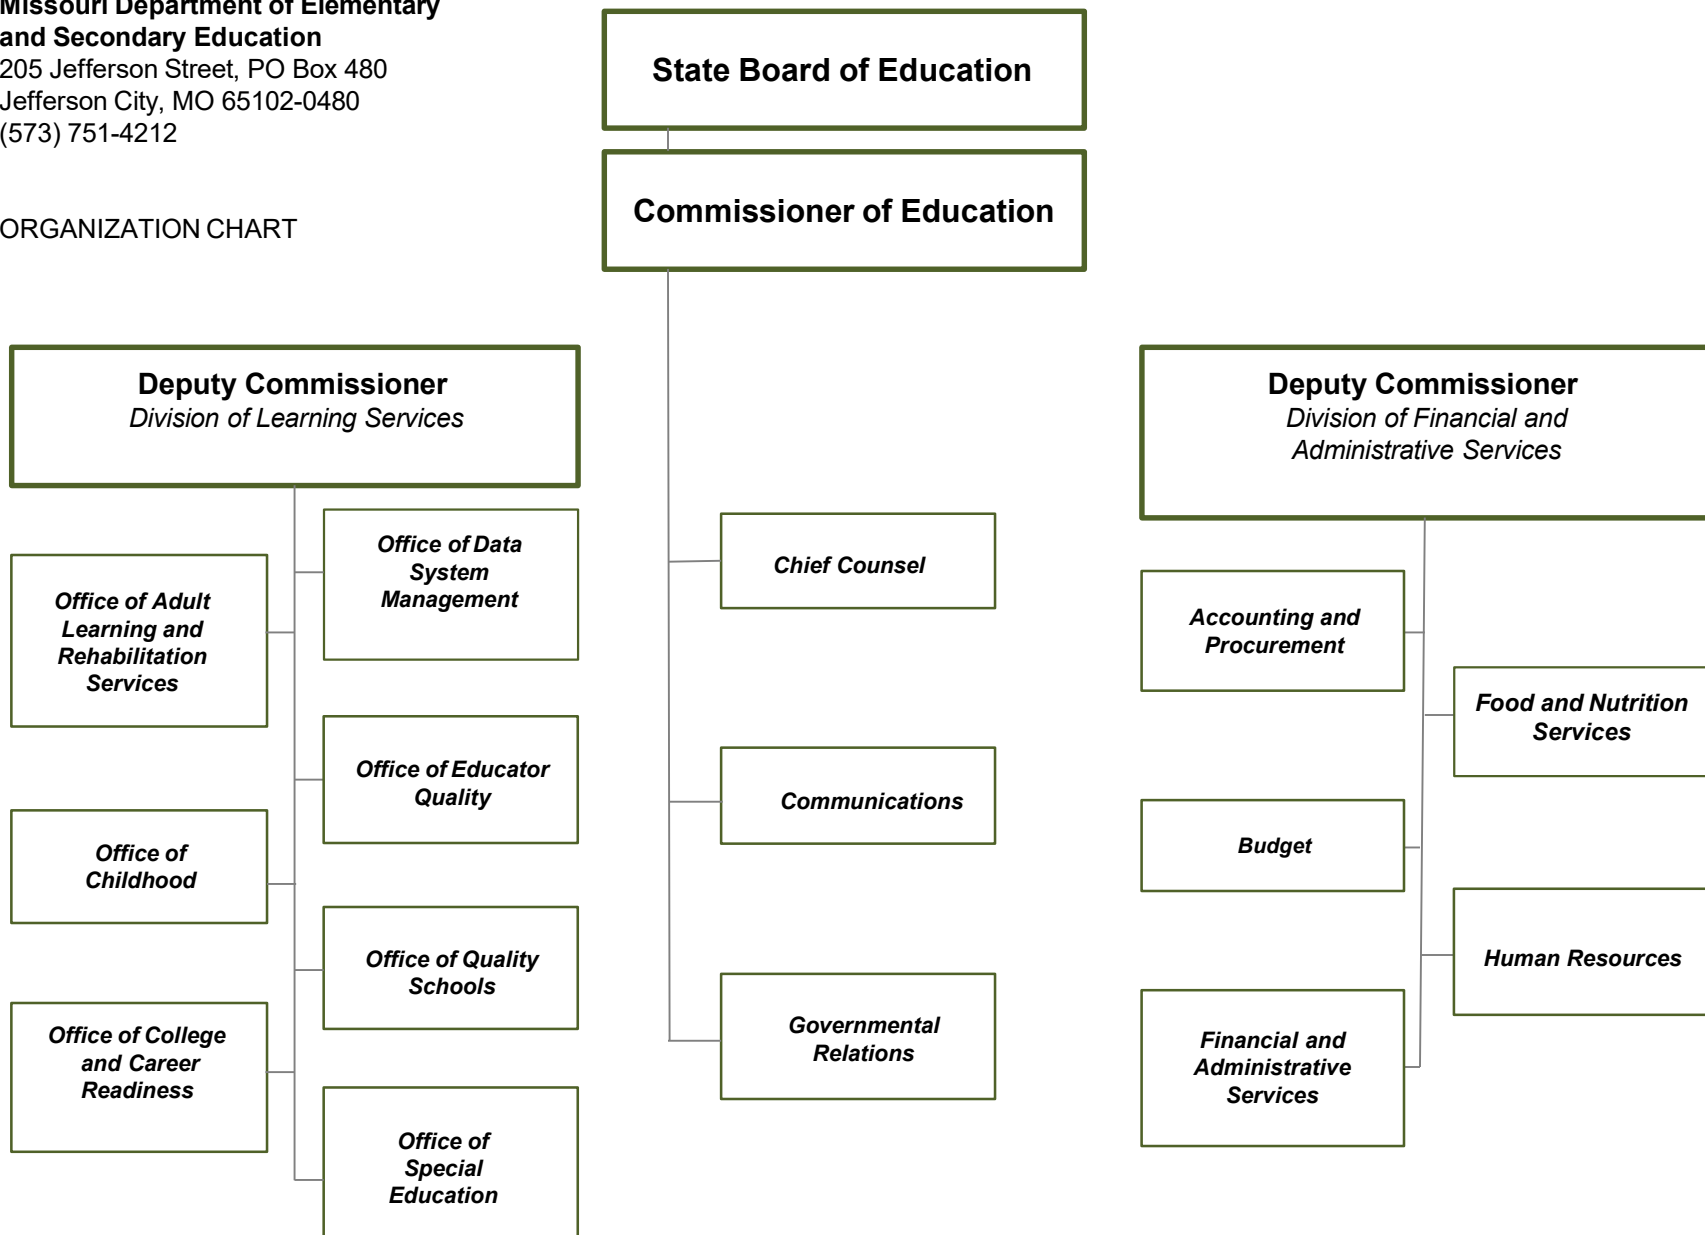 Missouri Department of Elementary
and Secondary Education
205 Jefferson Street, PO Box 480
Jefferson City, MO 65102-0480
(573) 751-4212
ORGANIZATION CHART
State Board of Education
Commissioner of Education
Deputy Commissioner
Division of Learning Services
Office of Adult
Learning and
Rehabilitation
Services
Office of Data
System
Management
Office of Educator
Quality
Office of
Childhood
Office of Quality
Schools
Office of College
and Career
Readiness
Office of
Special
Education
Chief Counsel
Communications
Governmental
Relations
Deputy Commissioner
Division of Financial and
Administrative Services
Accounting and
Procurement
Food and Nutrition
Services
Budget
Human Resources
Financial and
Administrative
Services